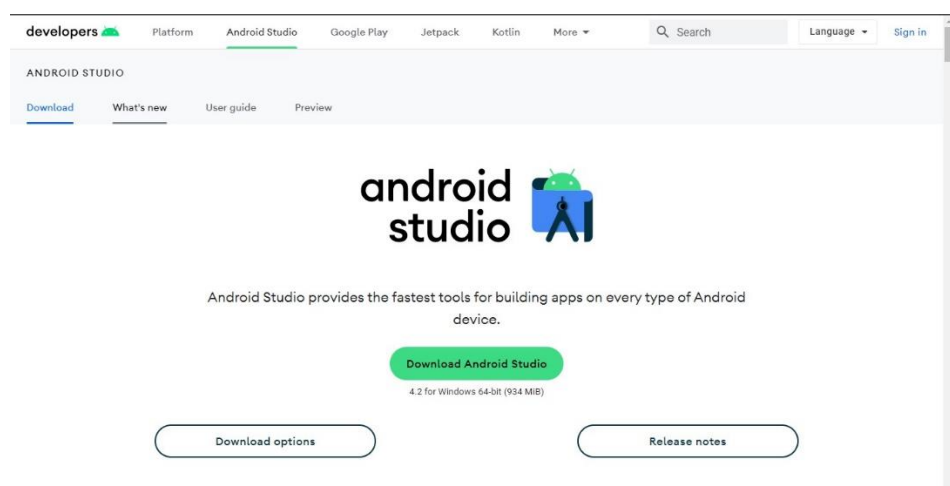 developers Platform Android Studio Google Play Jetpack Kotlin More Search Language Sign in
ANDROID STUDIO
Download What's new User guide Preview
android
studio
Android Studio provides the fastest tools for building apps on every type of Android
device.
Download Android Studio
4.2 for Windows 64-bit (934 MiB)
Download options Release notes